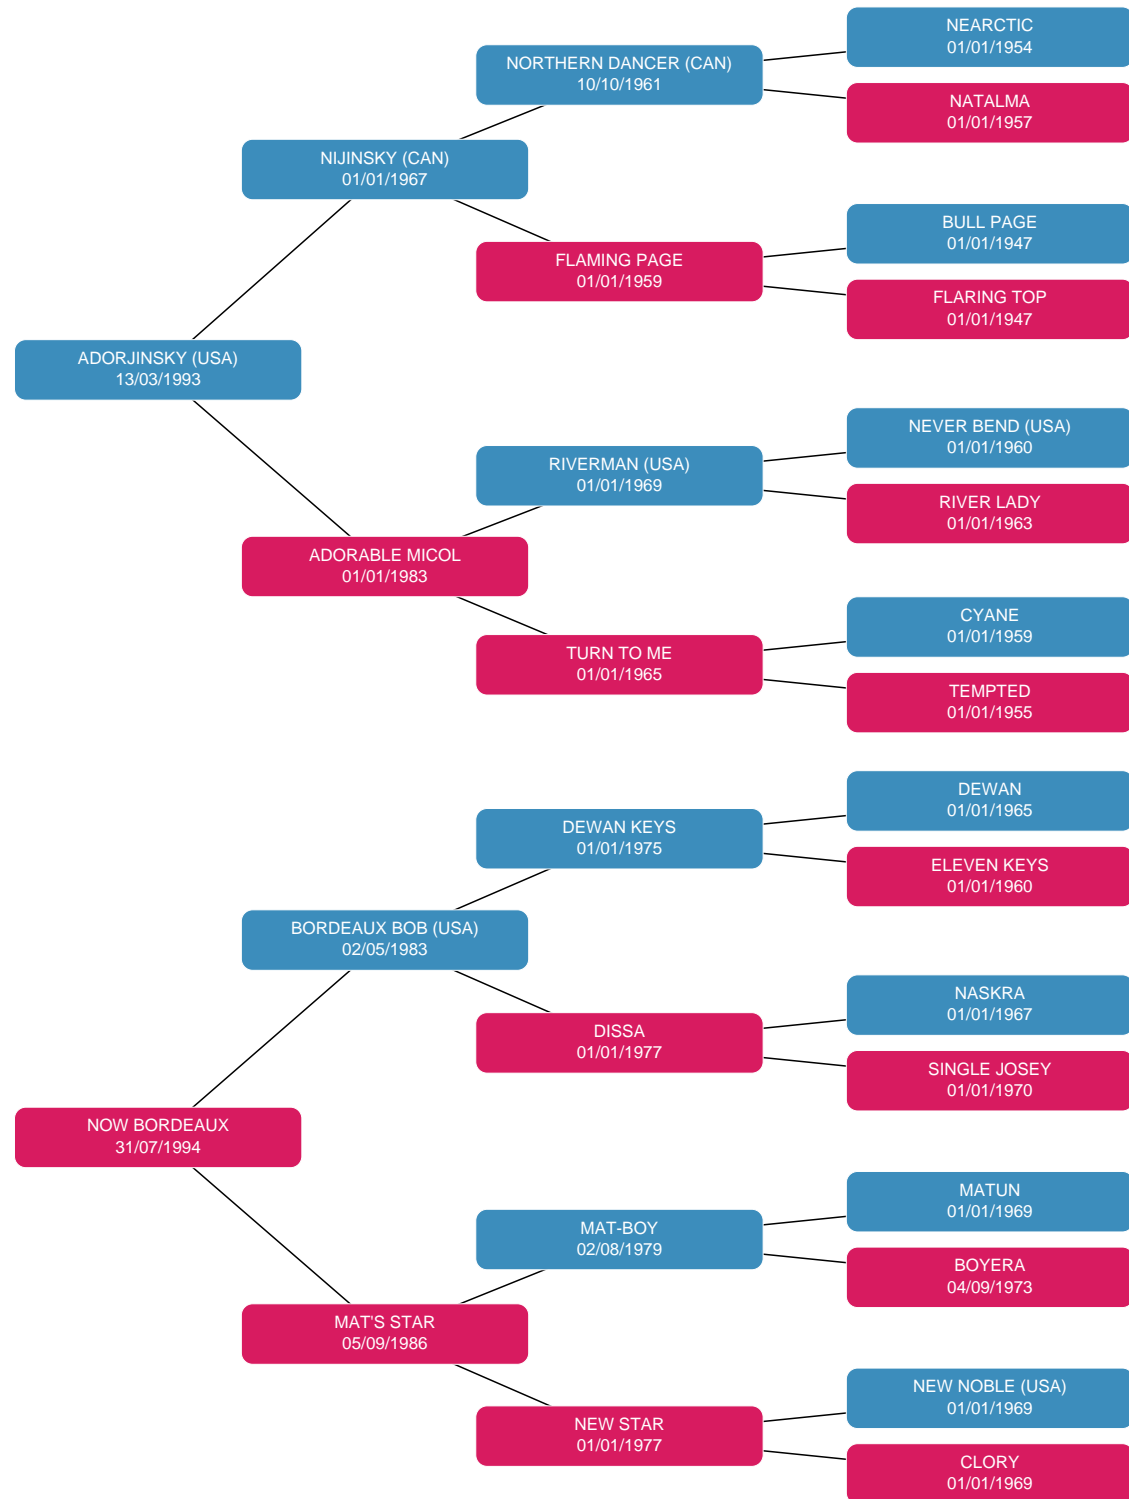 NEARCTIC
01/01/1954
NORTHERN DANCER (CAN)
10/10/1961
NATALMA
01/01/1957
NIJINSKY (CAN)
01/01/1967
BULL PAGE
01/01/1947
FLAMING PAGE
01/01/1959
FLARING TOP
01/01/1947
ADORJINSKY (USA)
13/03/1993
NEVER BEND (USA)
01/01/1960
RIVERMAN (USA)
01/01/1969
RIVER LADY
01/01/1963
ADORABLE MICOL
01/01/1983
CYANE
01/01/1959
TURN TO ME
01/01/1965
TEMPTED
01/01/1955
DEWAN
01/01/1965
DEWAN KEYS
01/01/1975
ELEVEN KEYS
01/01/1960
BORDEAUX BOB (USA)
02/05/1983
NASKRA
01/01/1967
DISSA
01/01/1977
SINGLE JOSEY
01/01/1970
NOW BORDEAUX
31/07/1994
MATUN
01/01/1969
MAT-BOY
02/08/1979
BOYERA
04/09/1973
MAT'S STAR
05/09/1986
NEW NOBLE (USA)
01/01/1969
NEW STAR
01/01/1977
CLORY
01/01/1969